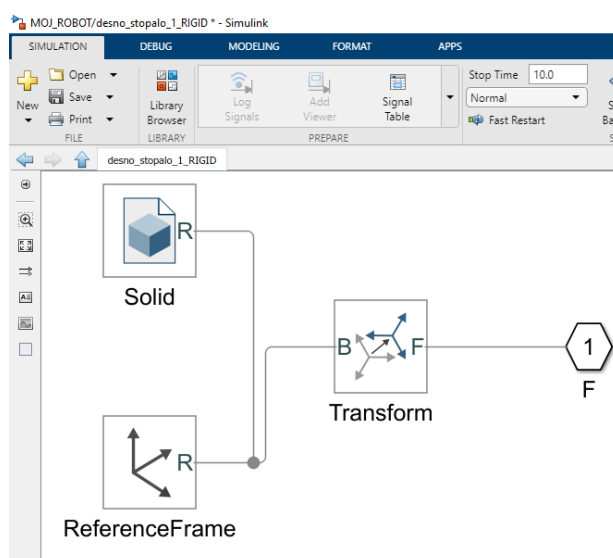 MOJ_ROBOT/desno_stopalo_1_RIGID * - Simulink
SIMULATION DEBUG MODELING FORMAT APPS
New
Open
Save
Print
FILE
Library
Browser
LIBRARY
Log
Signals
Add
Viewer
Signal
Table
PREPARE
Stop Time 10.0
Normal
Fast Restart
desno_stopalo_1_RIGID
R
Solid
B F
Transform
1
F
R
ReferenceFrame